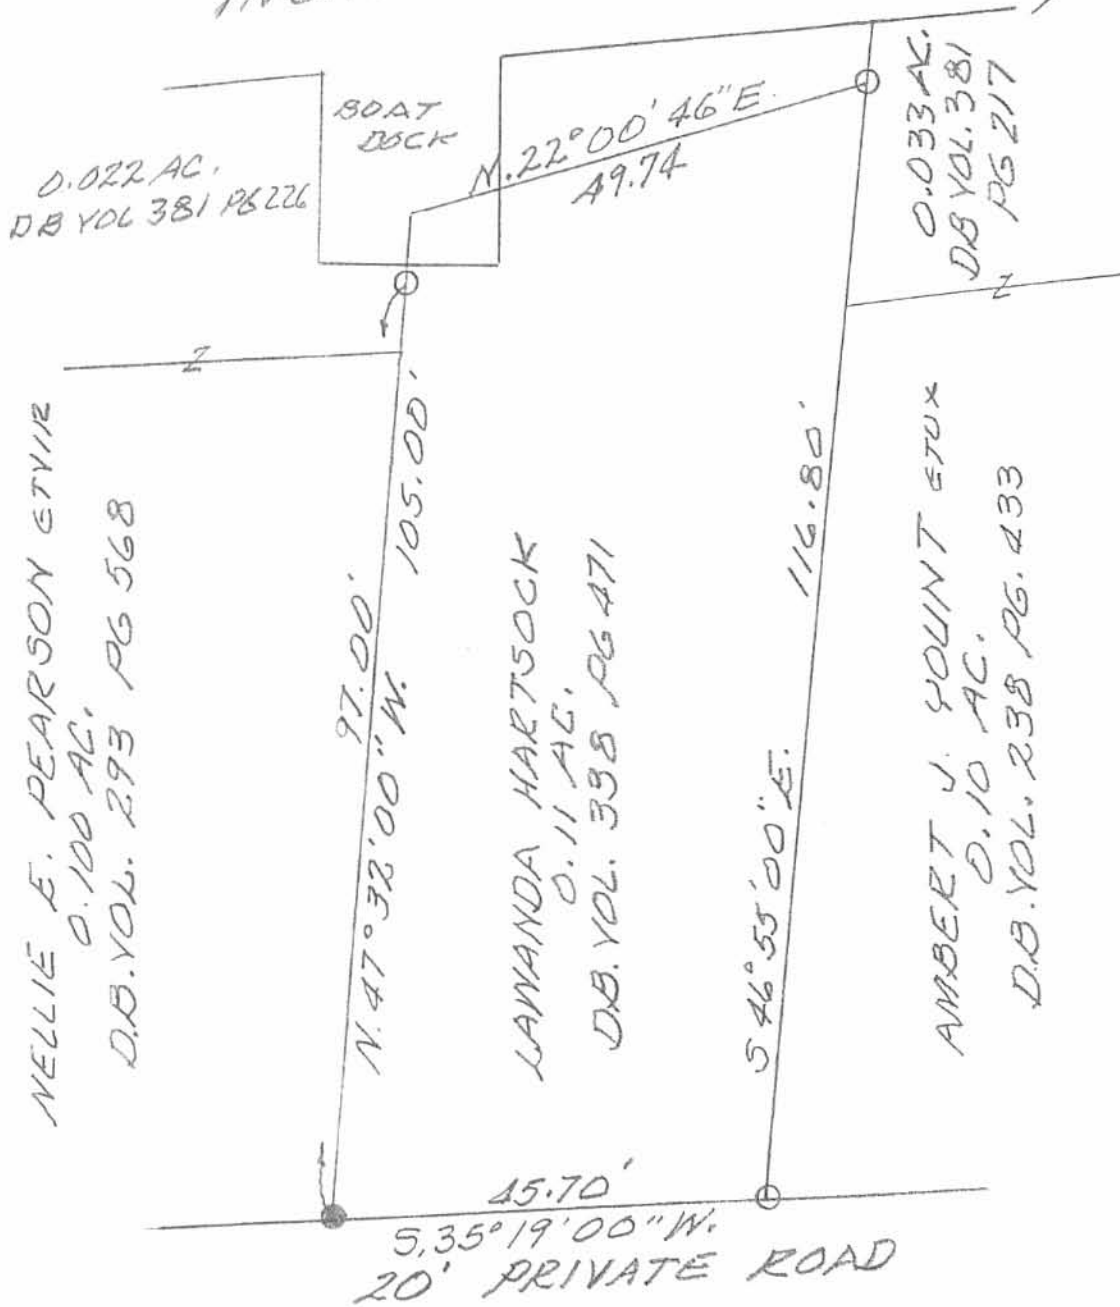 BOAT
DOCK
0.022 AC.
DB VOL 381 PG 226
N. 22° 00' 46" E.
49.74
0.033 AC.
DB VOL. 381
PG 217
Z
Z
NELLIE E. PEARSON ETVIR
0.100 AC.
D.B. VOL. 293 PG 568
97.00'
105.00'
N. 47° 32' 00" W.
LAWANDA HARTSOCK
0.11 AC.
D.B. VOL. 338 PG 471
116.80'
S 46° 55' 00" E.
AMBERT J. YOUNT ETUX
0.10 AC.
D.B. VOL. 238 PG. 433
45.70'
S. 35° 19' 00" W.
20' PRIVATE ROAD